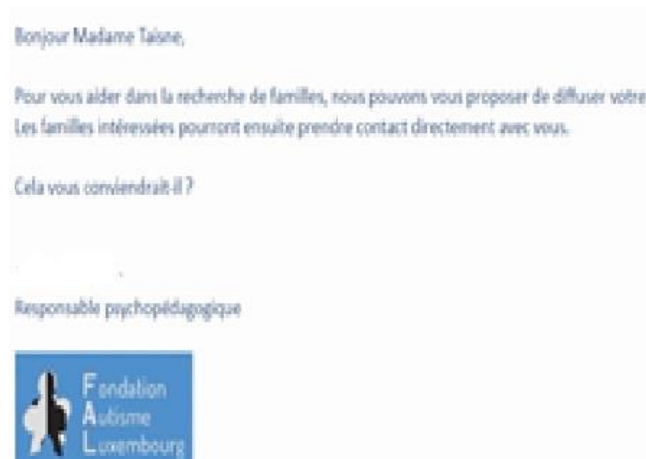 Bonjour Madame Taisne,
Pour vous aider dans la recherche de familles, nous pouvons vous proposer de diffuser votre
Les familles intéressées pourront ensuite prendre contact directement avec vous.
Cela vous conviendrait-il ?
Responsable psychopédagogique
Fondation
Autisme
Luxembourg